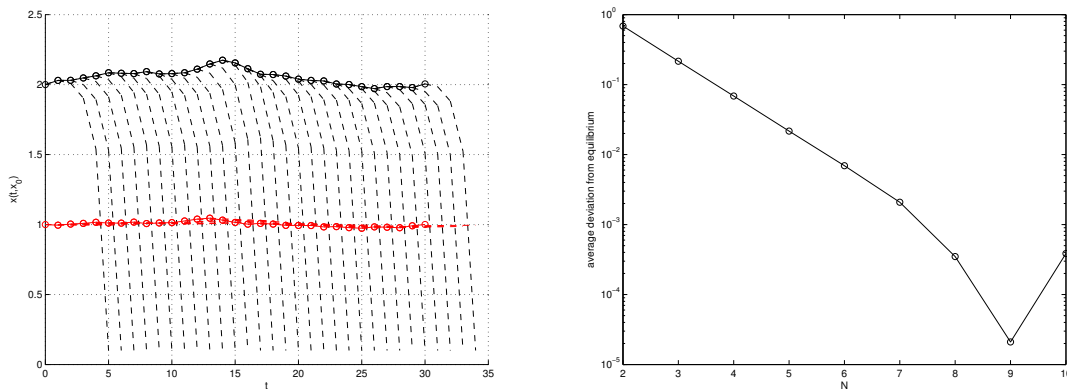 2.5
2
1.5
1
0.5
0
x(t,x₀)
0 5 10 15 20 25 30 35
t
10⁰
10⁻¹
10⁻²
10⁻³
10⁻⁴
10⁻⁵
average deviation from equilibrium
2 3 4 5 6 7 8 9 10
N